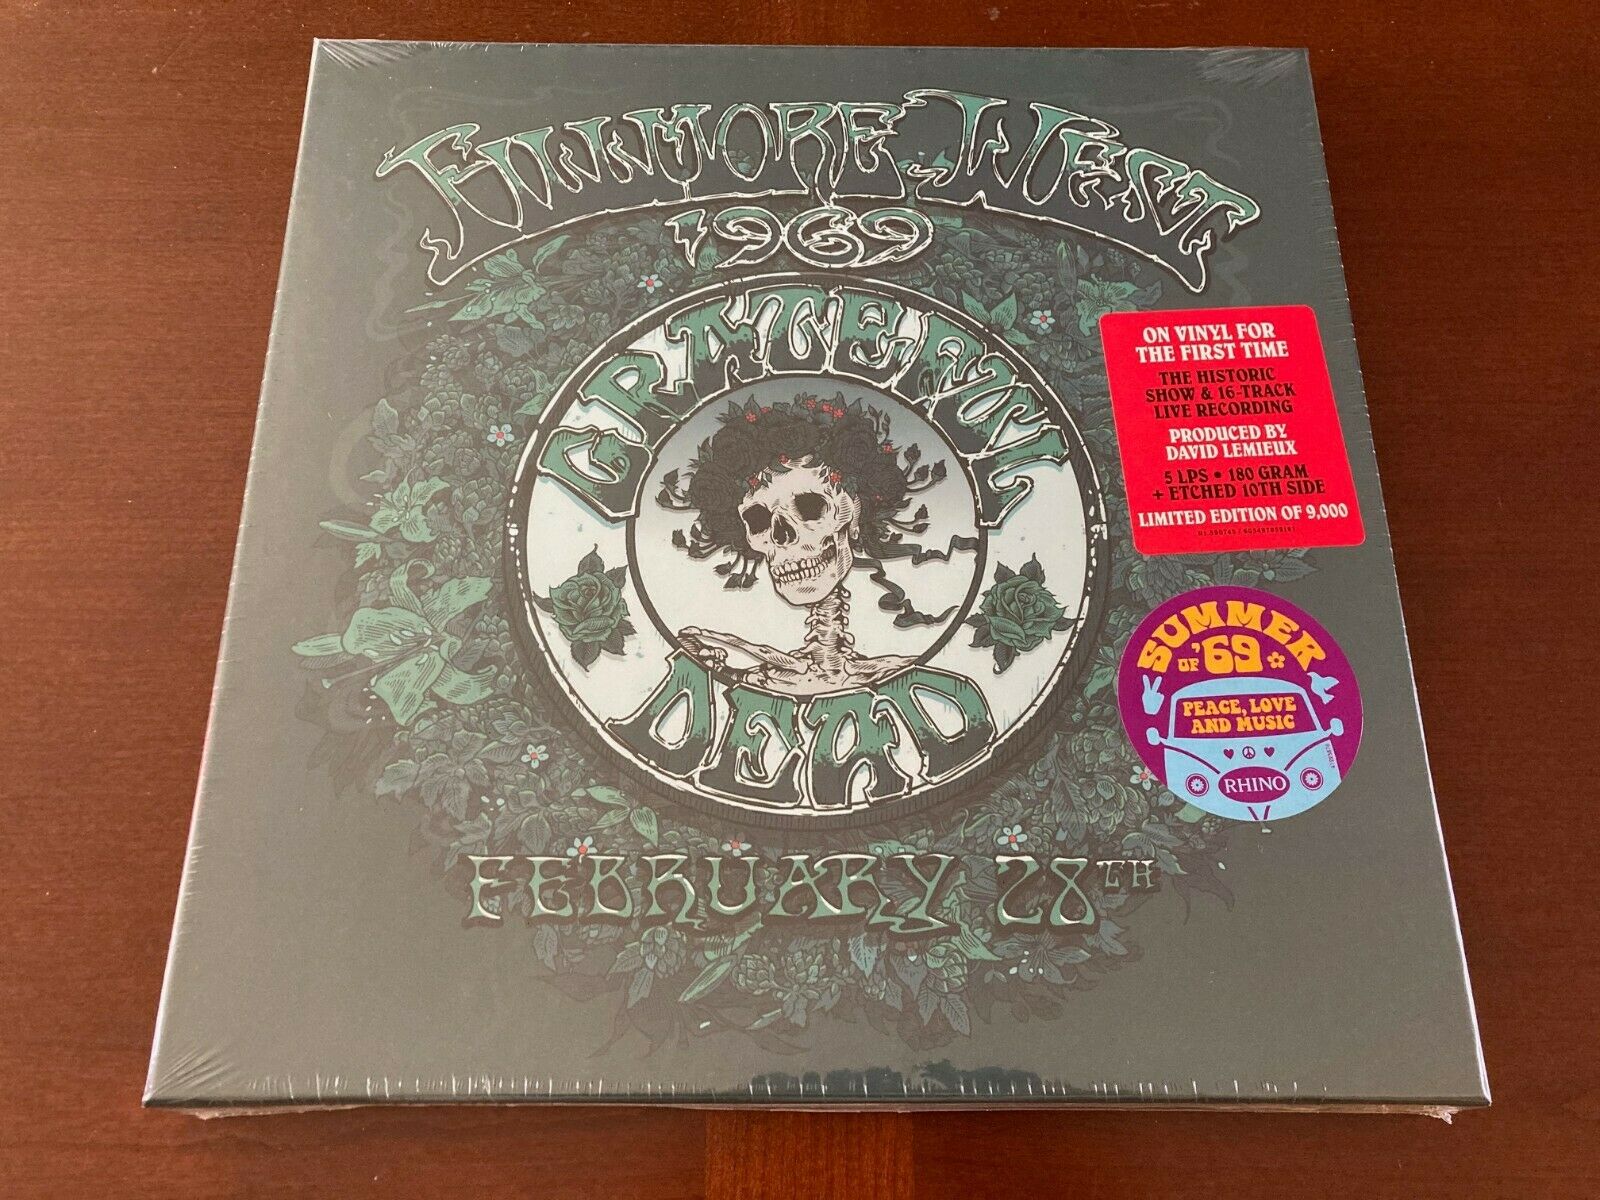 FILLMORE WEST
1969
GRATEFUL
DEAD
FEBRUARY 28TH
ON VINYL FOR
THE FIRST TIME
THE HISTORIC
SHOW & 16-TRACK
LIVE RECORDING
PRODUCED BY
DAVID LEMIEUX
5 LPS • 180 GRAM
+ ETCHED 10TH SIDE
LIMITED EDITION OF 9,000
SUMMER
OF '69
PEACE, LOVE
AND MUSIC
RHINO